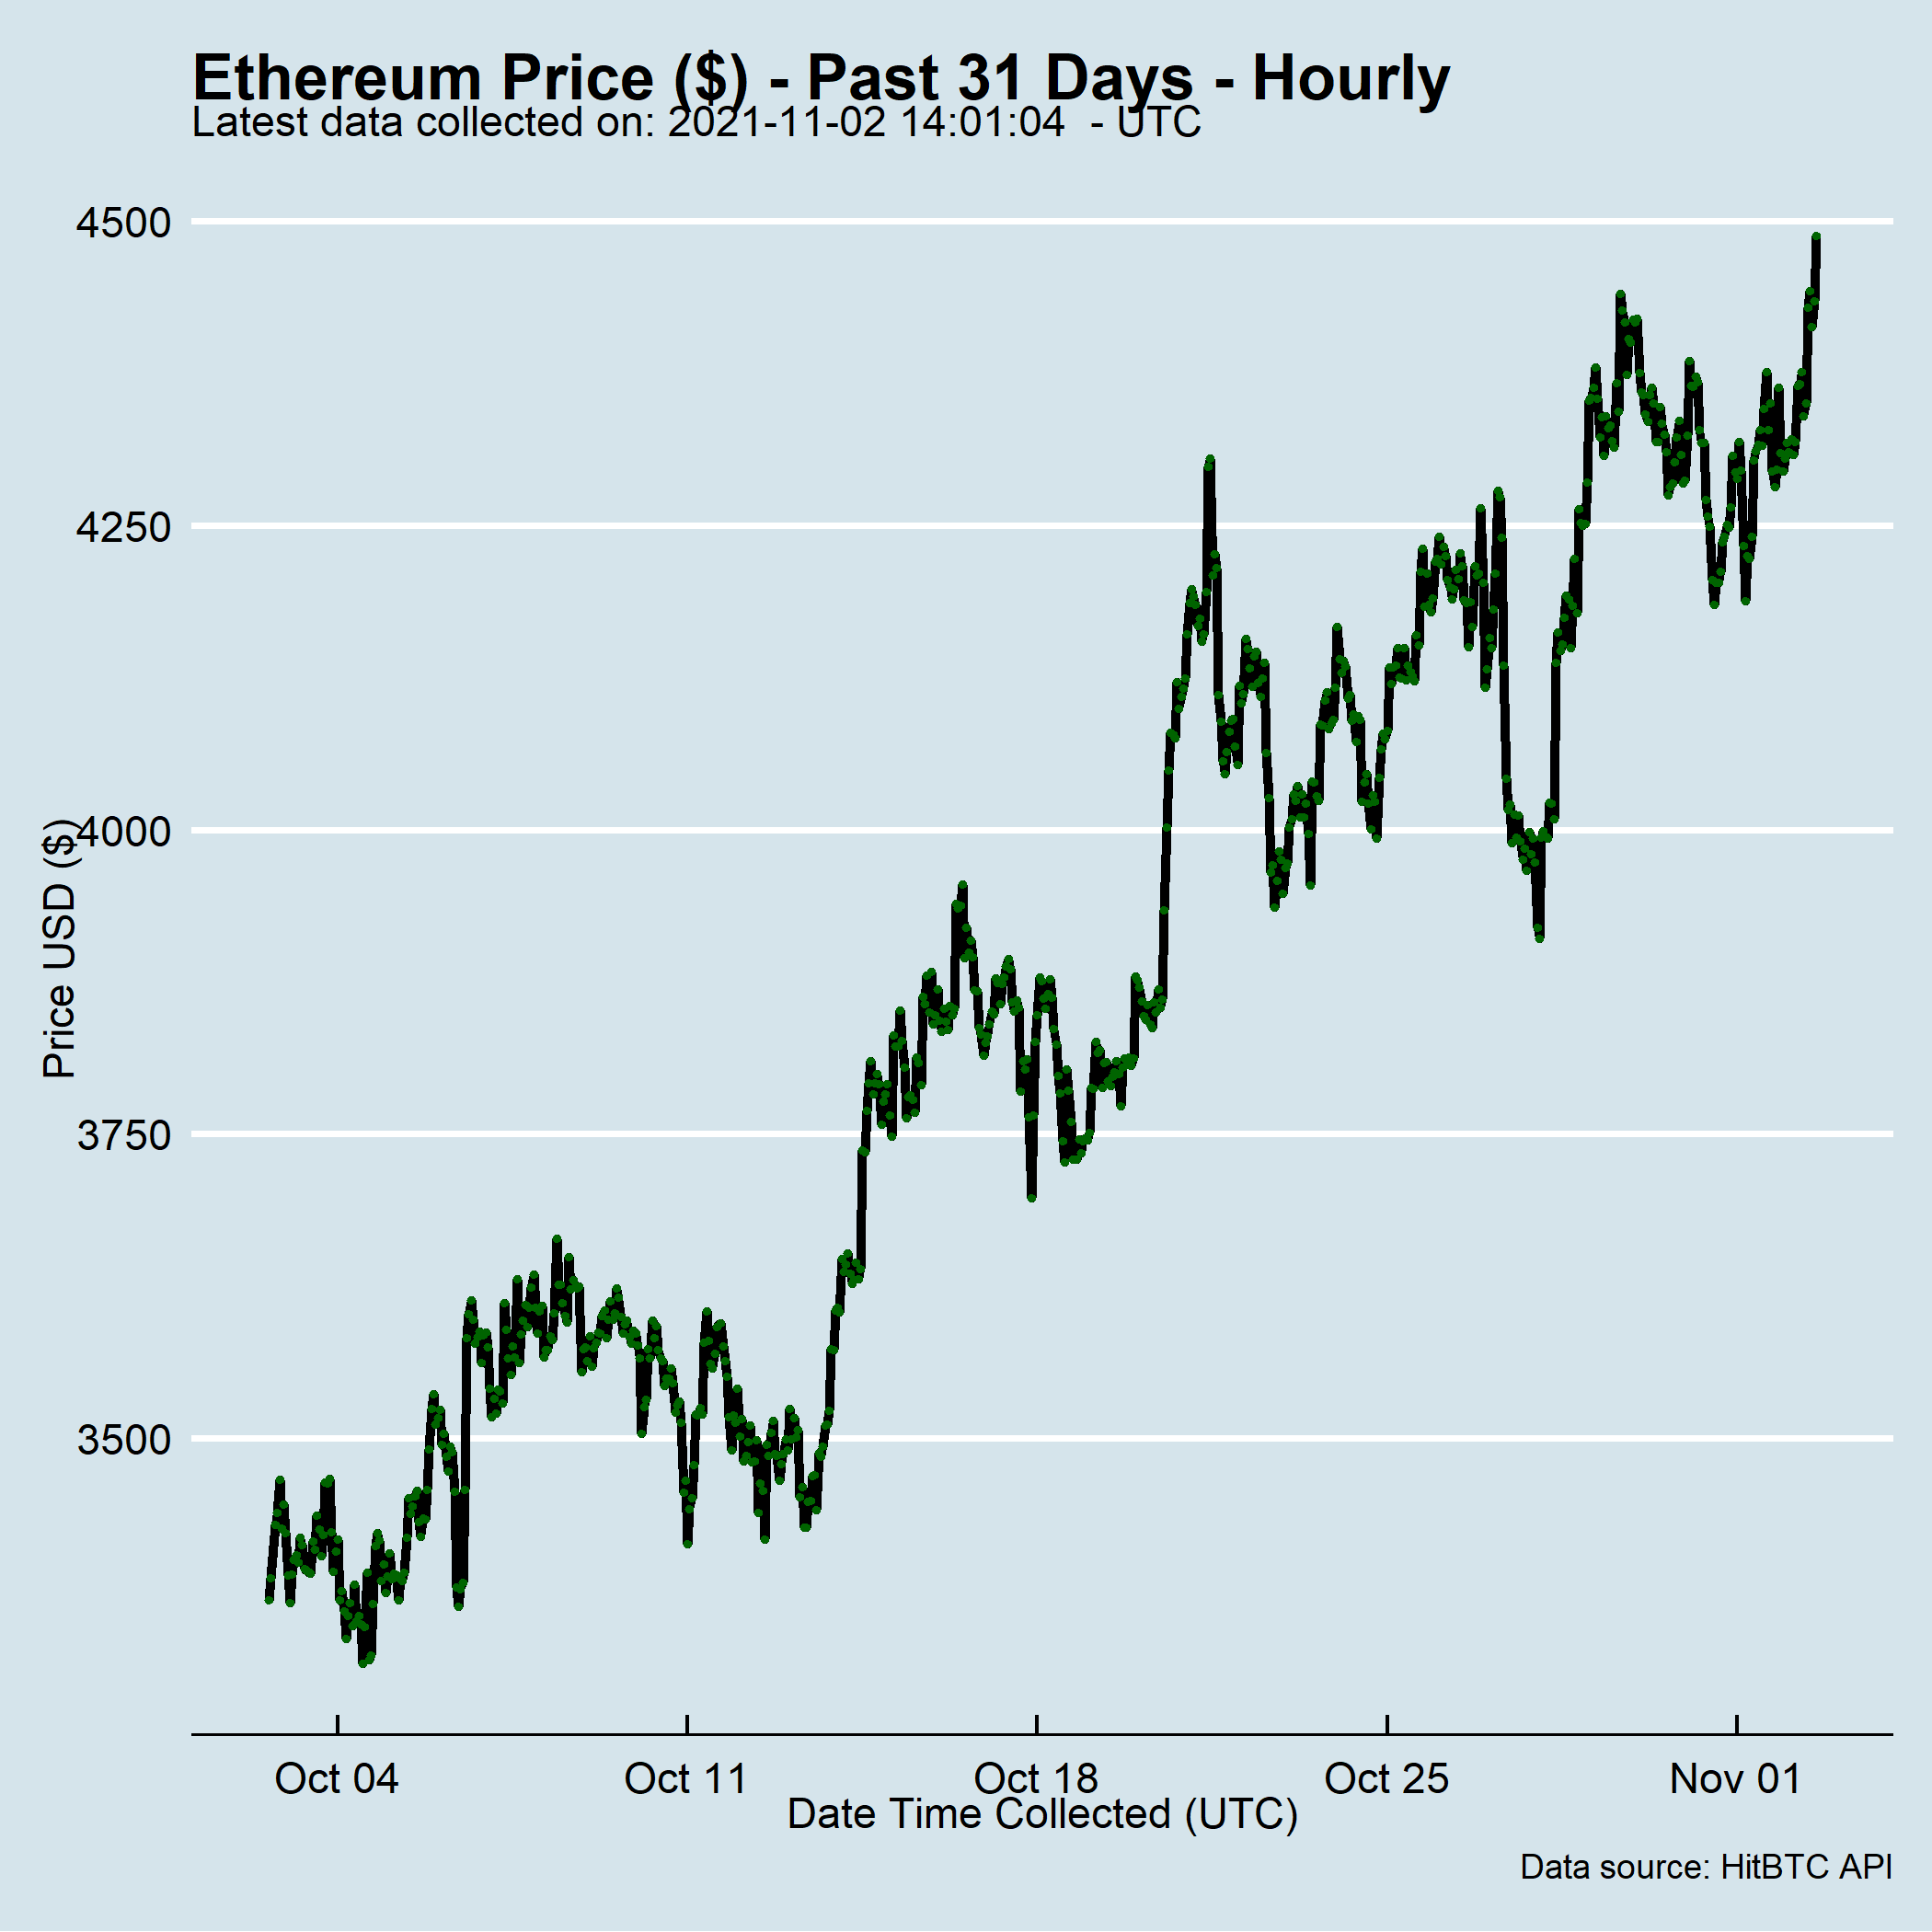 Ethereum Price ($) - Past 31 Days - Hourly
Latest data collected on: 2021-11-02 14:01:04  - UTC
4500
4250
4000
3750
3500
Price USD ($)
Oct 04
Oct 11
Oct 18
Oct 25
Nov 01
Date Time Collected (UTC)
Data source: HitBTC API